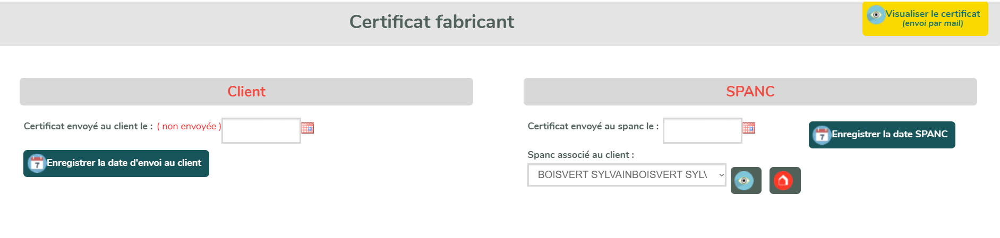 Certificat fabricant
Visualiser le certificat
(envoi par mail)
Client
Certificat envoyé au client le : ( non envoyée )
7 Enregistrer la date d'envoi au client
SPANC
Certificat envoyé au spanc le :
7 Enregistrer la date SPANC
Spanc associé au client :
BOISVERT SYLVAINBOISVERT SYL